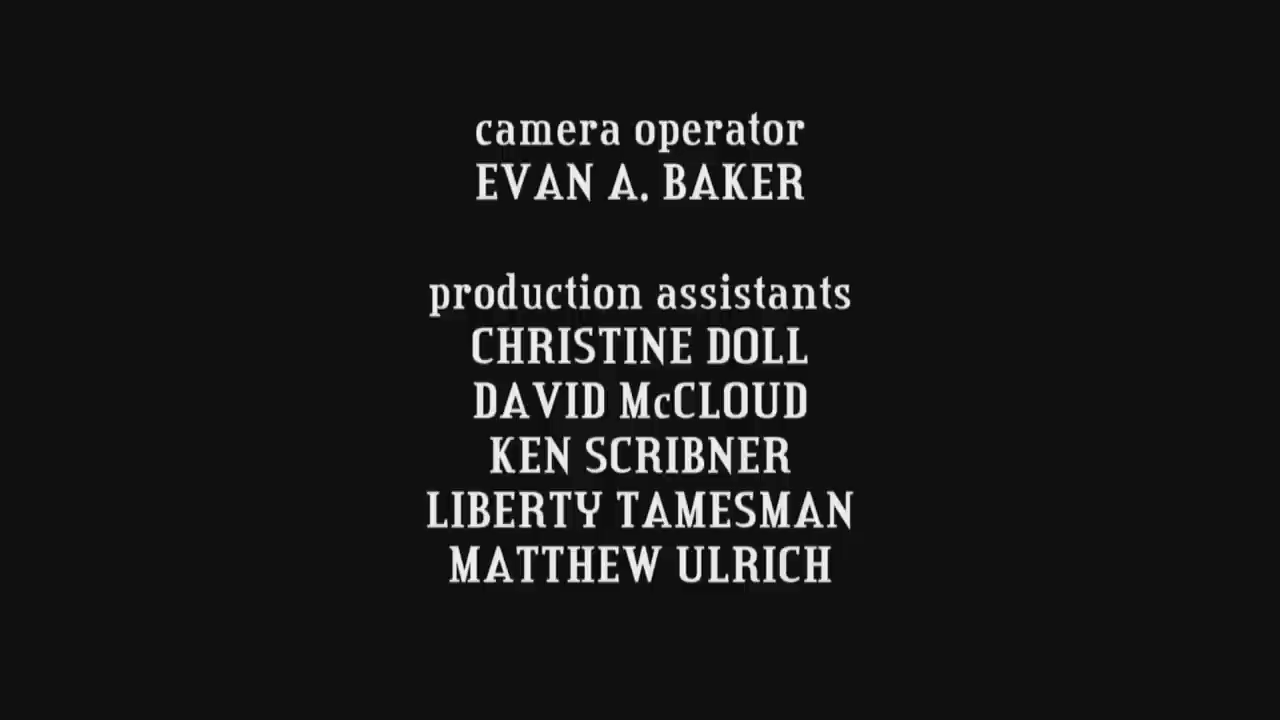 camera operator
EVAN A. BAKER
production assistants
CHRISTINE DOLL
DAVID McCLOUD
KEN SCRIBNER
LIBERTY TAMESMAN
MATTHEW ULRICH